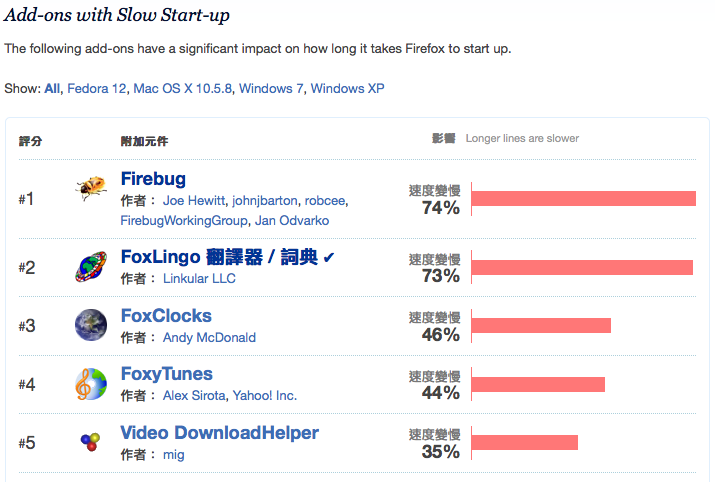 Add-ons with Slow Start-up
The following add-ons have a significant impact on how long it takes Firefox to start up.
Show: All, Fedora 12, Mac OS X 10.5.8, Windows 7, Windows XP
評分 附加元件 影響 Longer lines are slower
#1 Firebug
作者： Joe Hewitt, johnjbarton, robcee,
FirebugWorkingGroup, Jan Odvarko
速度變慢
74%
#2 FoxLingo 翻譯器 / 詞典 ✔
作者： Linkular LLC
速度變慢
73%
#3 FoxClocks
作者： Andy McDonald
速度變慢
46%
#4 FoxyTunes
作者： Alex Sirota, Yahoo! Inc.
速度變慢
44%
#5 Video DownloadHelper
作者： mig
速度變慢
35%